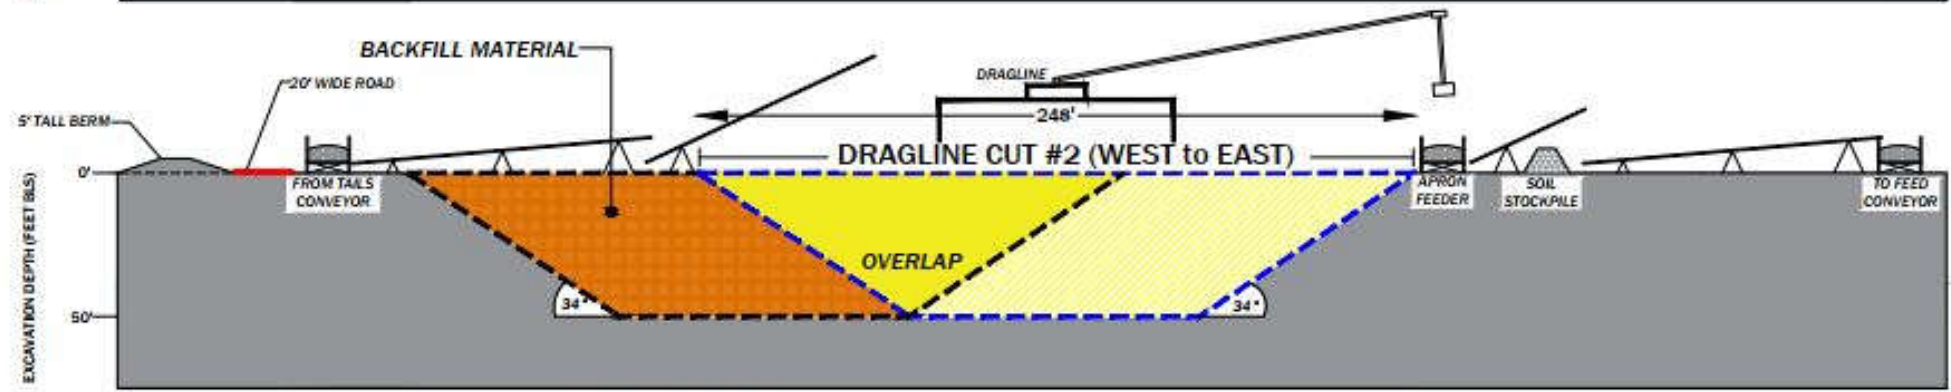 BACKFILL MATERIAL
20' WIDE ROAD
5' TALL BERM
DRAGLINE
248'
DRAGLINE CUT #2 (WEST to EAST)
0'
FROM TAILS
CONVEYOR
APRON
FEEDER
SOIL
STOCKPILE
TO FEED
CONVEYOR
OVERLAP
34°
34°
50'
EXCAVATION DEPTH (FEET BLS)